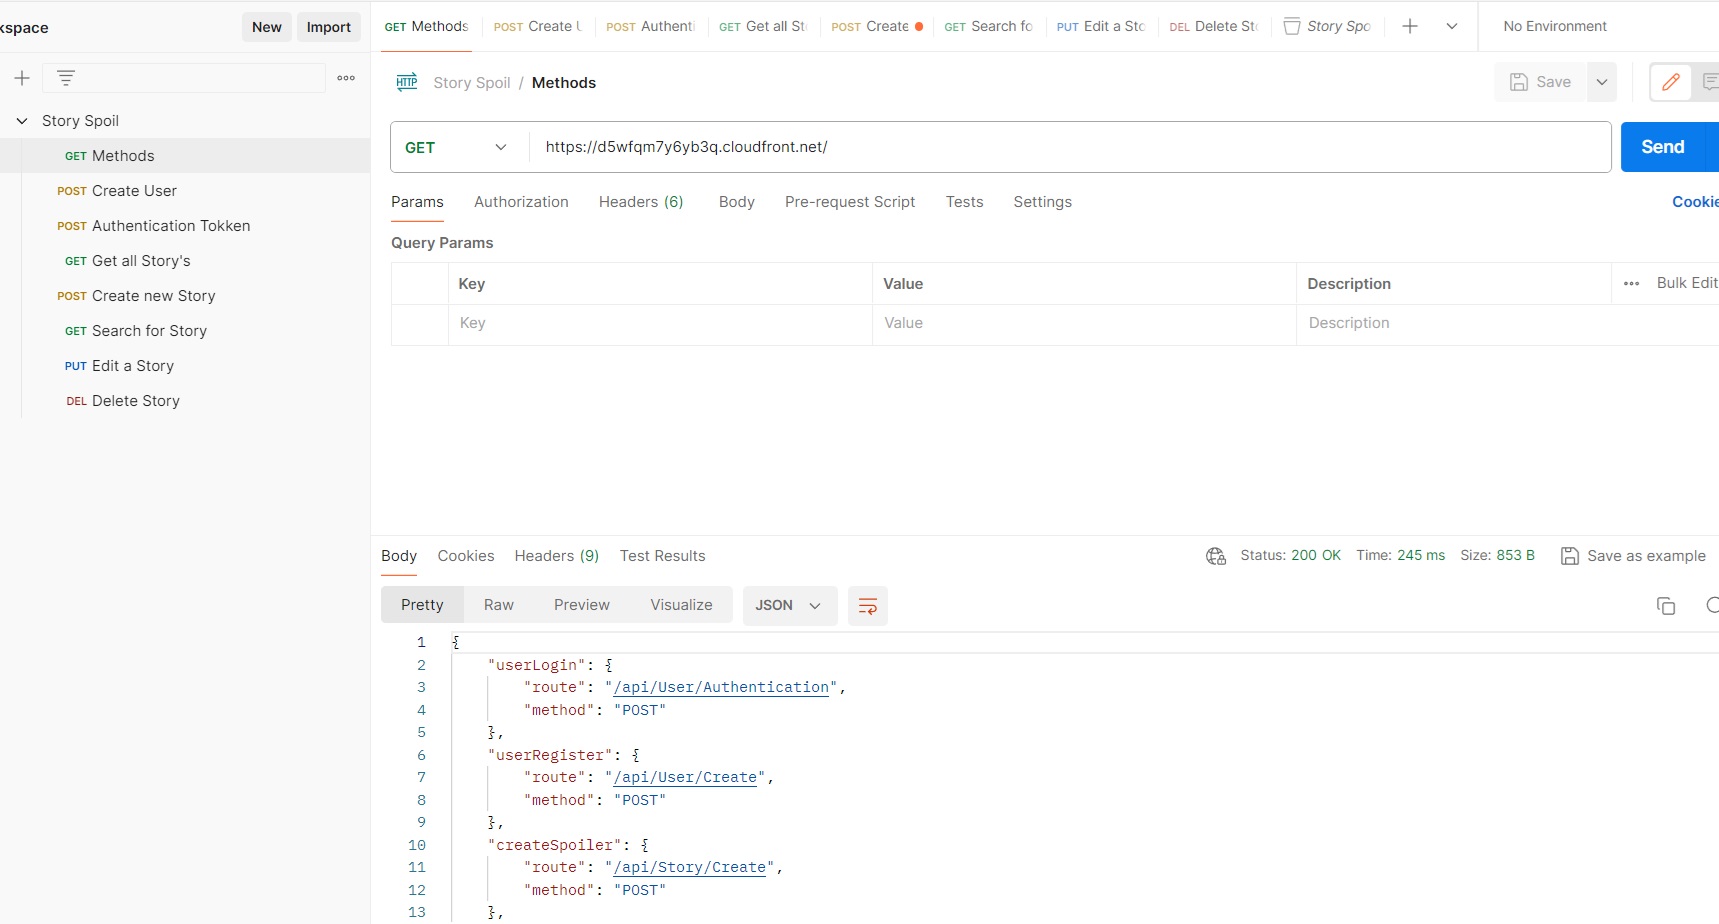 kspace
New
Import
Story Spoil
GET Methods
POST Create User
POST Authentication Tokken
GET Get all Story's
POST Create new Story
GET Search for Story
PUT Edit a Story
DEL Delete Story
GET Methods
POST Create U
POST Authenti
GET Get all St
POST Create
GET Search fo
PUT Edit a Sto
DEL Delete Sto
Story Spo
No Environment
HTTP Story Spoil / Methods
Save
GET
https://d5wfqm7y6yb3q.cloudfront.net/
Send
Params Authorization Headers (6) Body Pre-request Script Tests Settings
Cookie
Query Params
Key Value Description Bulk Edit
Key Value Description
Body Cookies Headers (9) Test Results
Status: 200 OK Time: 245 ms Size: 853 B Save as example
Pretty Raw Preview Visualize JSON
1 {
2 "userLogin": {
3 "route": "/api/User/Authentication",
4 "method": "POST"
5 },
6 "userRegister": {
7 "route": "/api/User/Create",
8 "method": "POST"
9 },
10 "createSpoiler": {
11 "route": "/api/Story/Create",
12 "method": "POST"
13 },